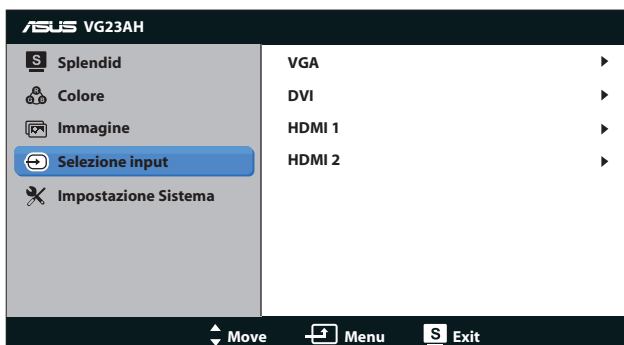 ASUS VG23AH
S Splendid
Colore
Immagine
Selezione input
Impostazione Sistema
VGA
DVI
HDMI 1
HDMI 2
Move Menu S Exit